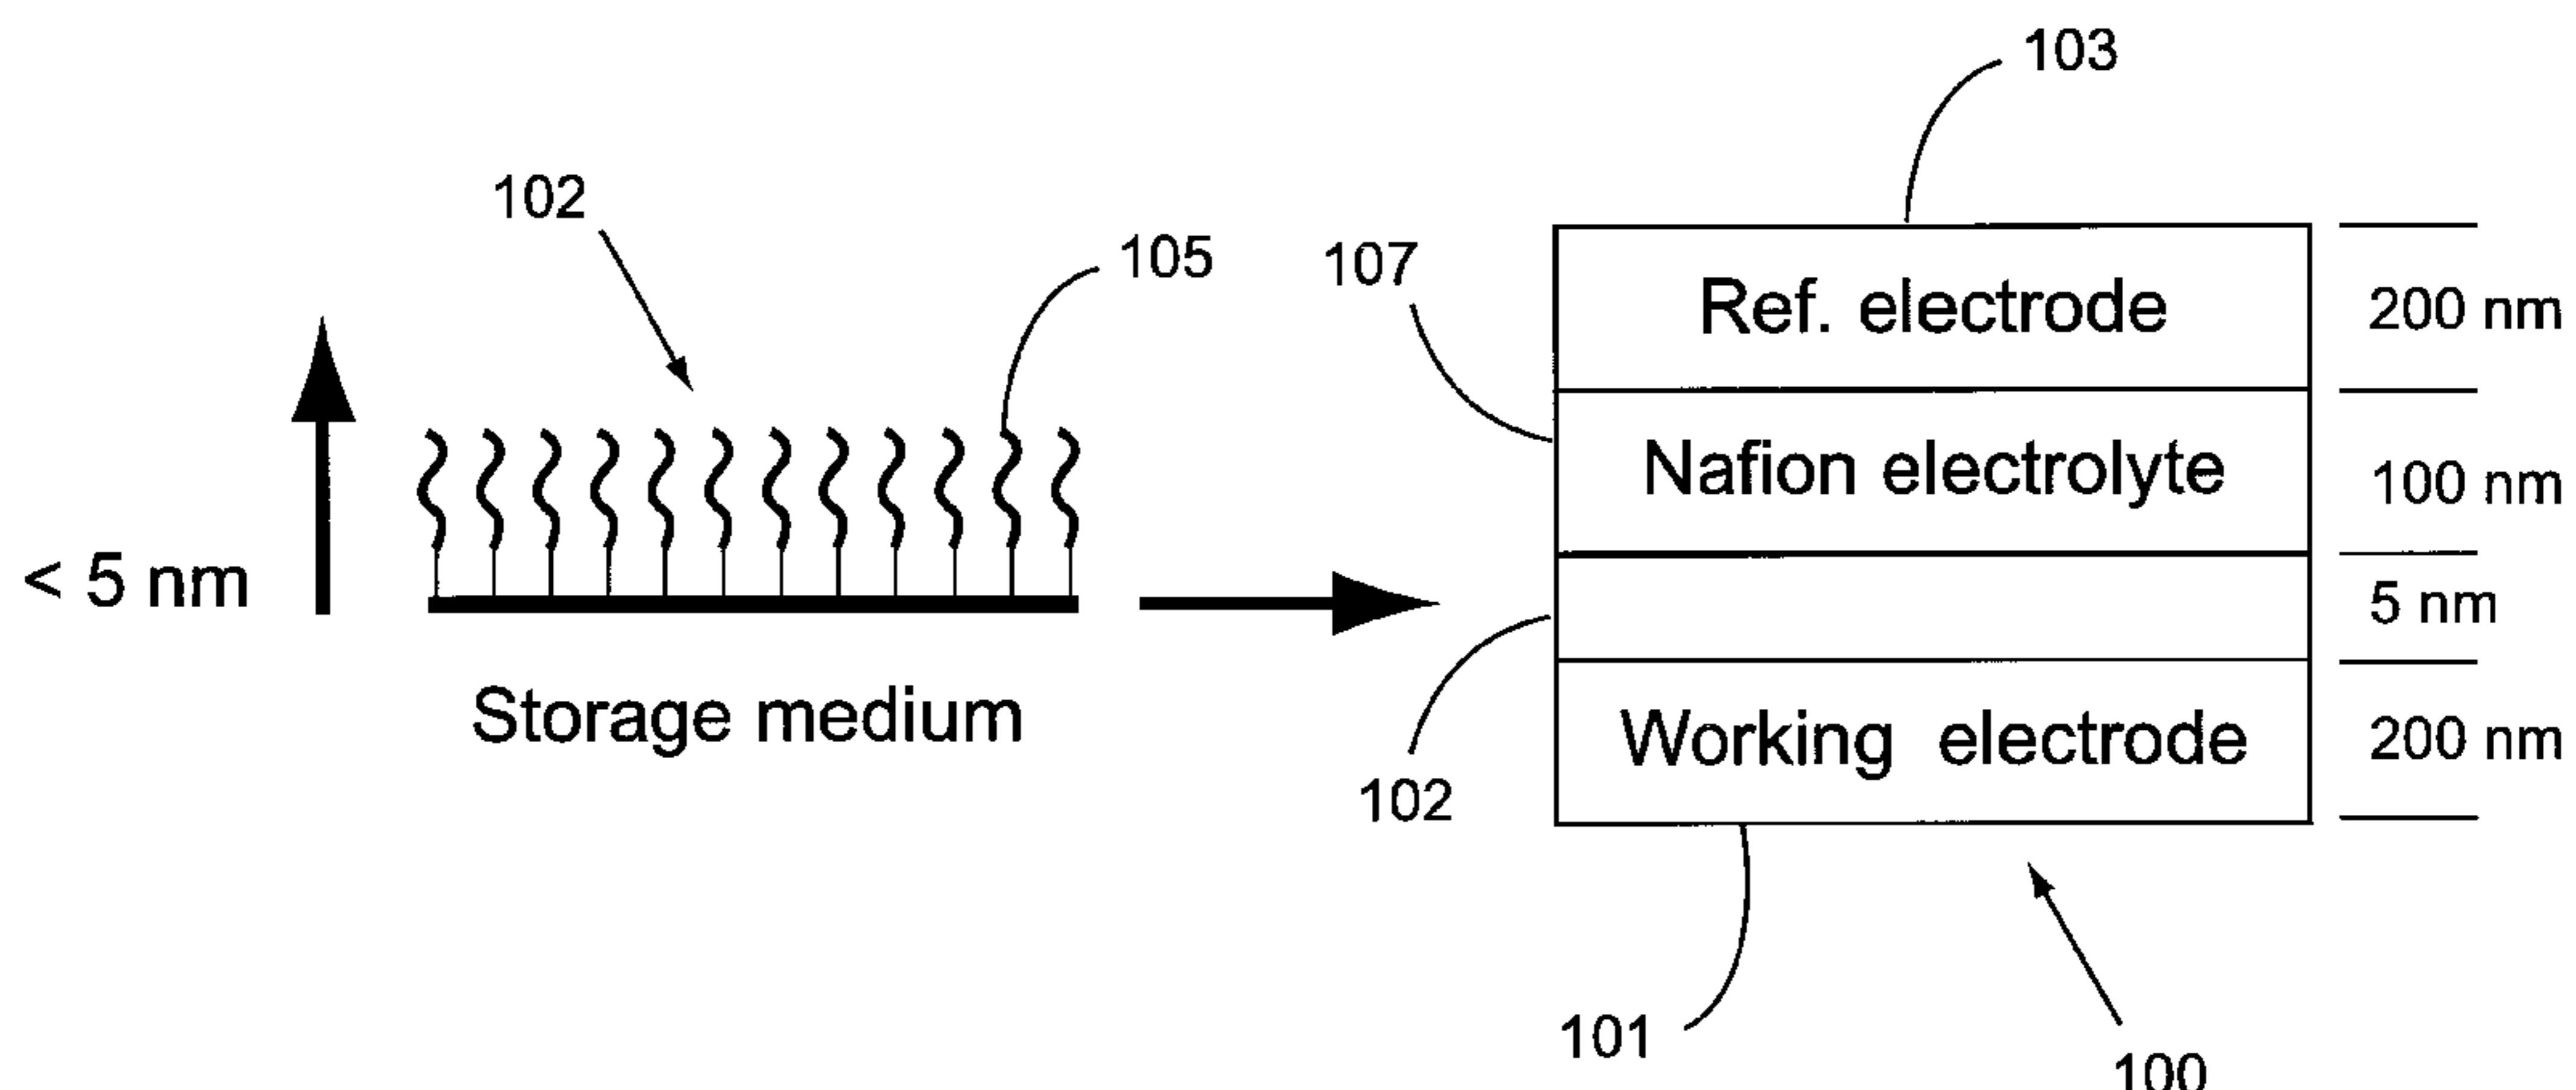 103
102
105
107
Ref. electrode
200 nm
Nafion electrolyte
100 nm
< 5 nm
5 nm
Storage medium
Working electrode
200 nm
102
101
100